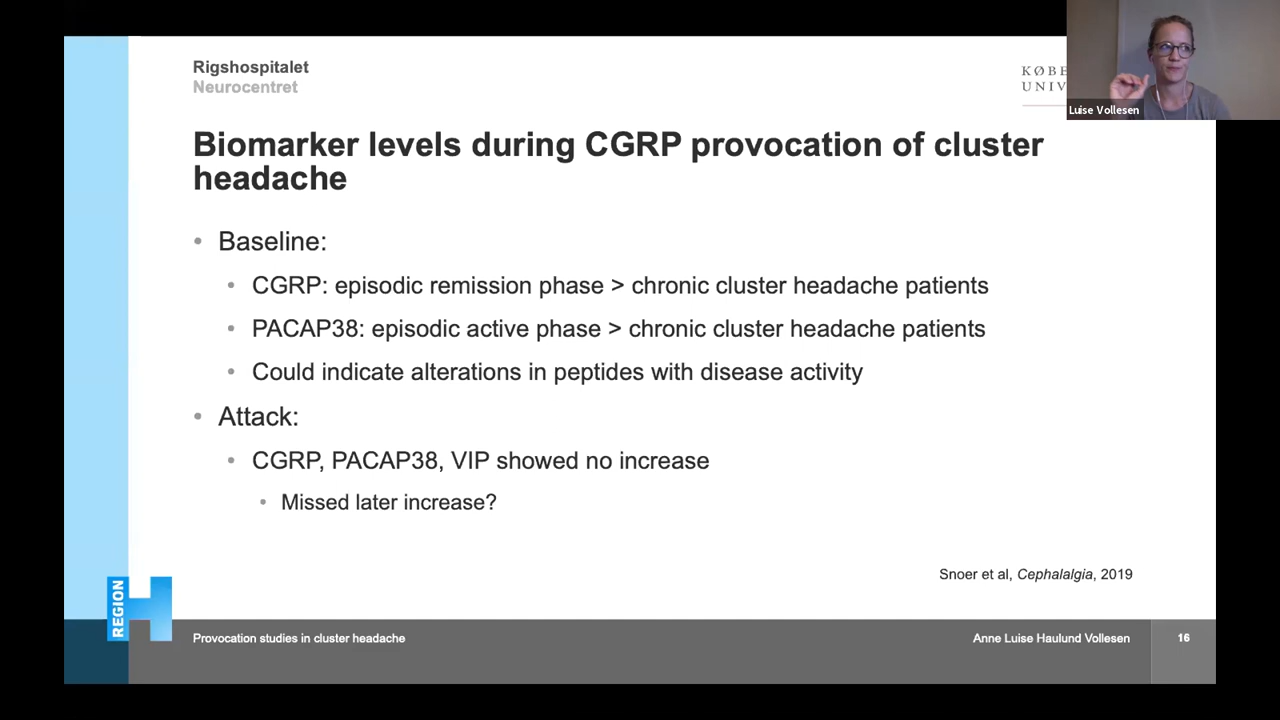 Rigshospitalet
Neurocentret
KØBE
UNIV
Luise Vollesen
Biomarker levels during CGRP provocation of cluster
headache
• Baseline:
• CGRP: episodic remission phase > chronic cluster headache patients
• PACAP38: episodic active phase > chronic cluster headache patients
• Could indicate alterations in peptides with disease activity
• Attack:
• CGRP, PACAP38, VIP showed no increase
• Missed later increase?
Snoer et al, Cephalalgia, 2019
REGION
Provocation studies in cluster headache
Anne Luise Haulund Vollesen
16